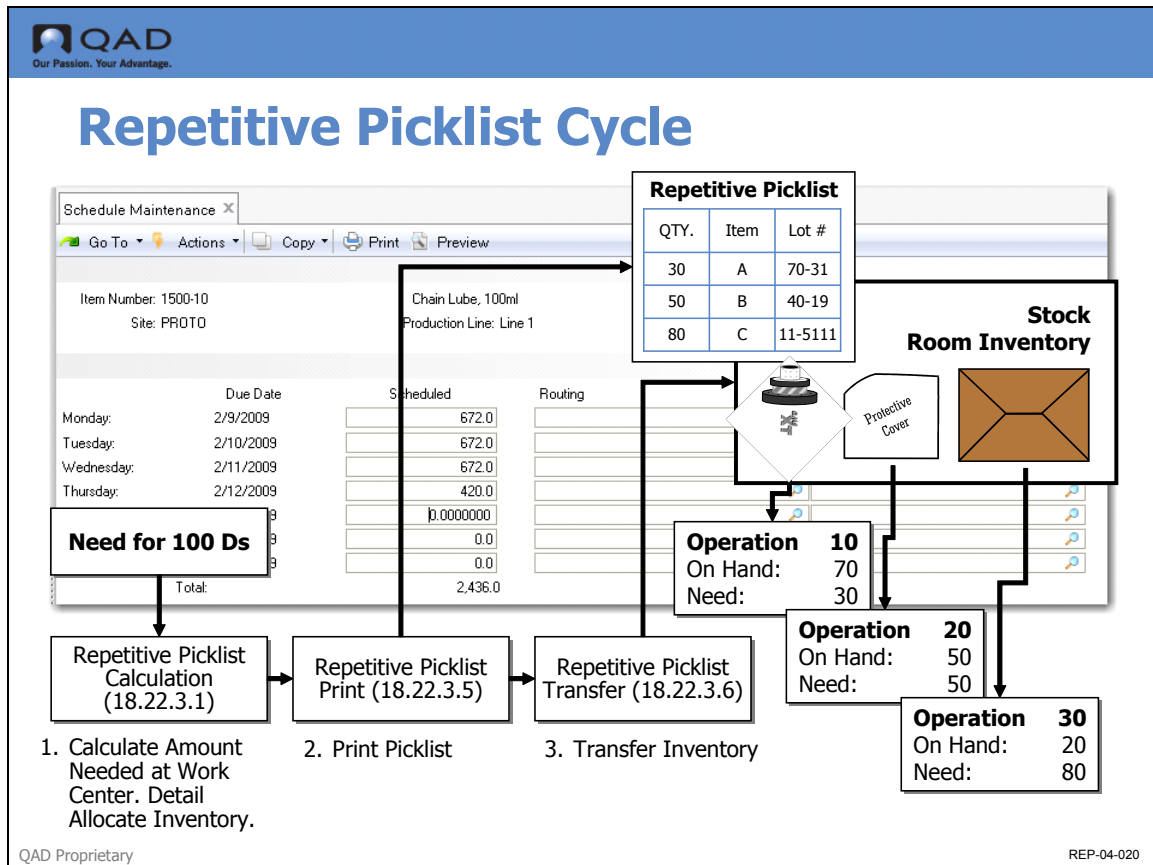 QAD
Our Passion. Your Advantage.
Repetitive Picklist Cycle
Schedule Maintenance X
Go To Actions Copy Print Preview
Item Number: 1500-10 Chain Lube, 100ml
Site: PROTO Production Line: Line 1
Due Date Scheduled Routing
Monday: 2/9/2009 672.0
Tuesday: 2/10/2009 672.0
Wednesday: 2/11/2009 672.0
Thursday: 2/12/2009 420.0
9 0.0000000
9 0.0
9 0.0
Total: 2,436.0
Repetitive Picklist
QTY. Item Lot #
30 A 70-31
50 B 40-19
80 C 11-5111
Stock
Room Inventory
Protective
Cover
Need for 100 Ds
Operation 10
On Hand: 70
Need: 30
Operation 20
On Hand: 50
Need: 50
Operation 30
On Hand: 20
Need: 80
Repetitive Picklist
Calculation
(18.22.3.1)
Repetitive Picklist
Print (18.22.3.5)
Repetitive Picklist
Transfer (18.22.3.6)
1. Calculate Amount
Needed at Work
Center. Detail
Allocate Inventory.
2. Print Picklist
3. Transfer Inventory
QAD Proprietary
REP-04-020